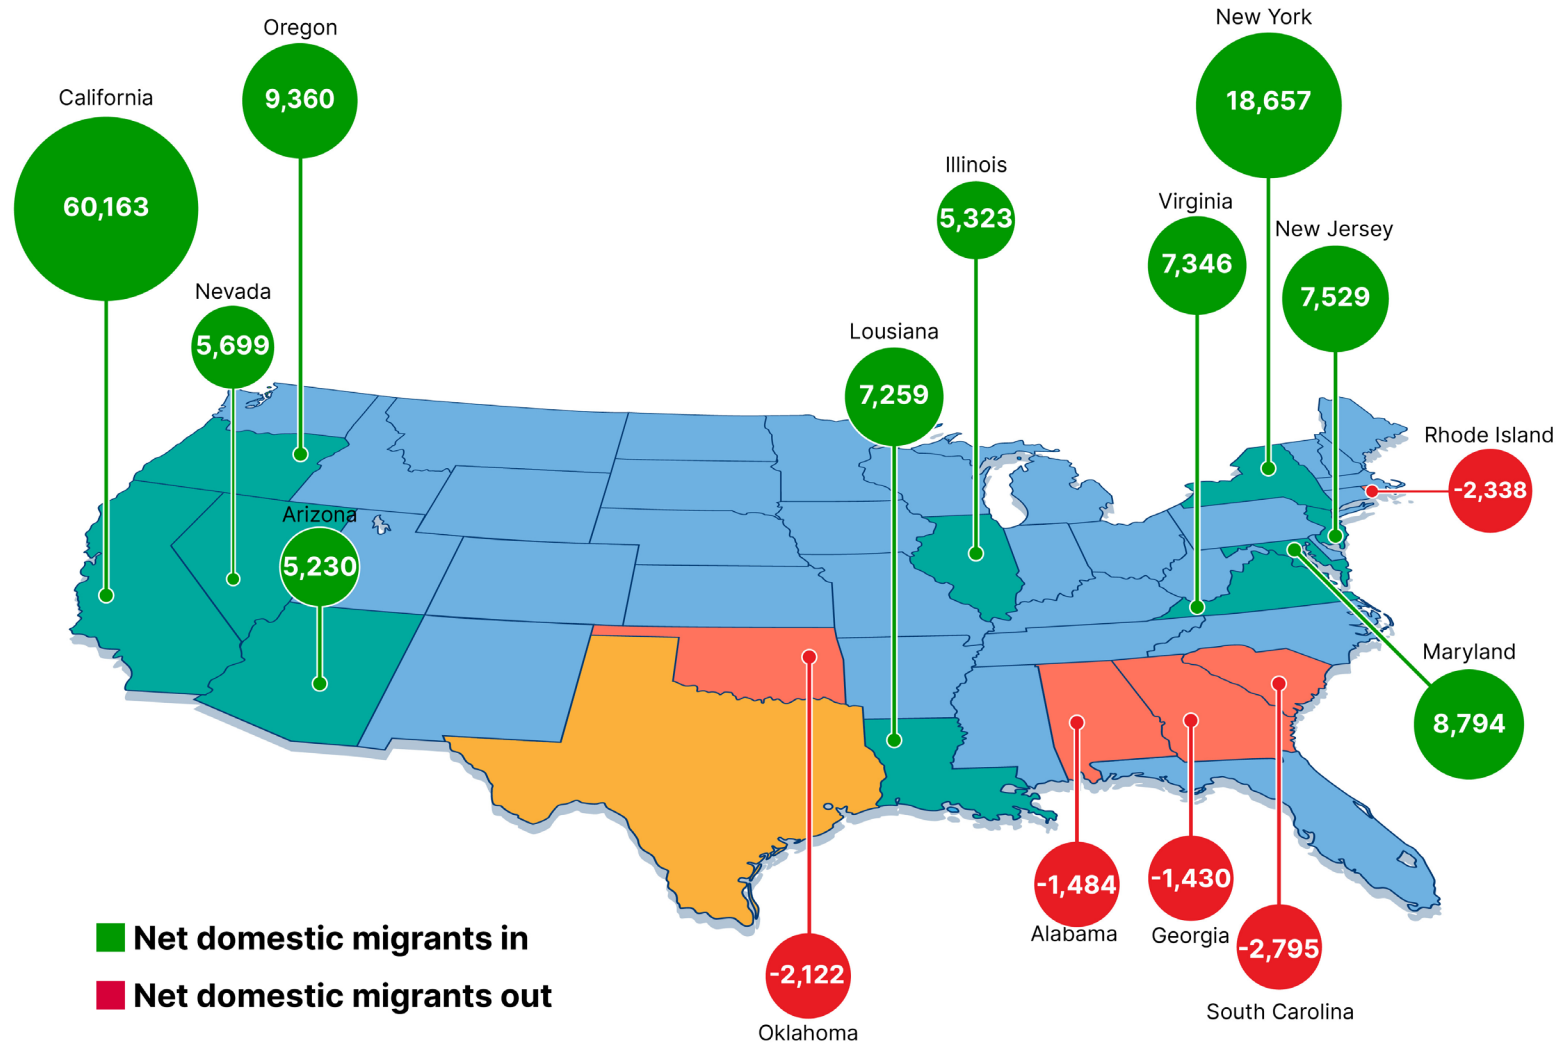 New York
Oregon
18,657
9,360
California
60,163
Illinois
5,323
Virginia
7,346
New Jersey
7,529
Nevada
5,699
Lousiana
7,259
Rhode Island
-2,338
Arizona
5,230
Maryland
8,794
-1,484
Alabama
-1,430
Georgia
-2,795
South Carolina
-2,122
Oklahoma
Net domestic migrants in
Net domestic migrants out